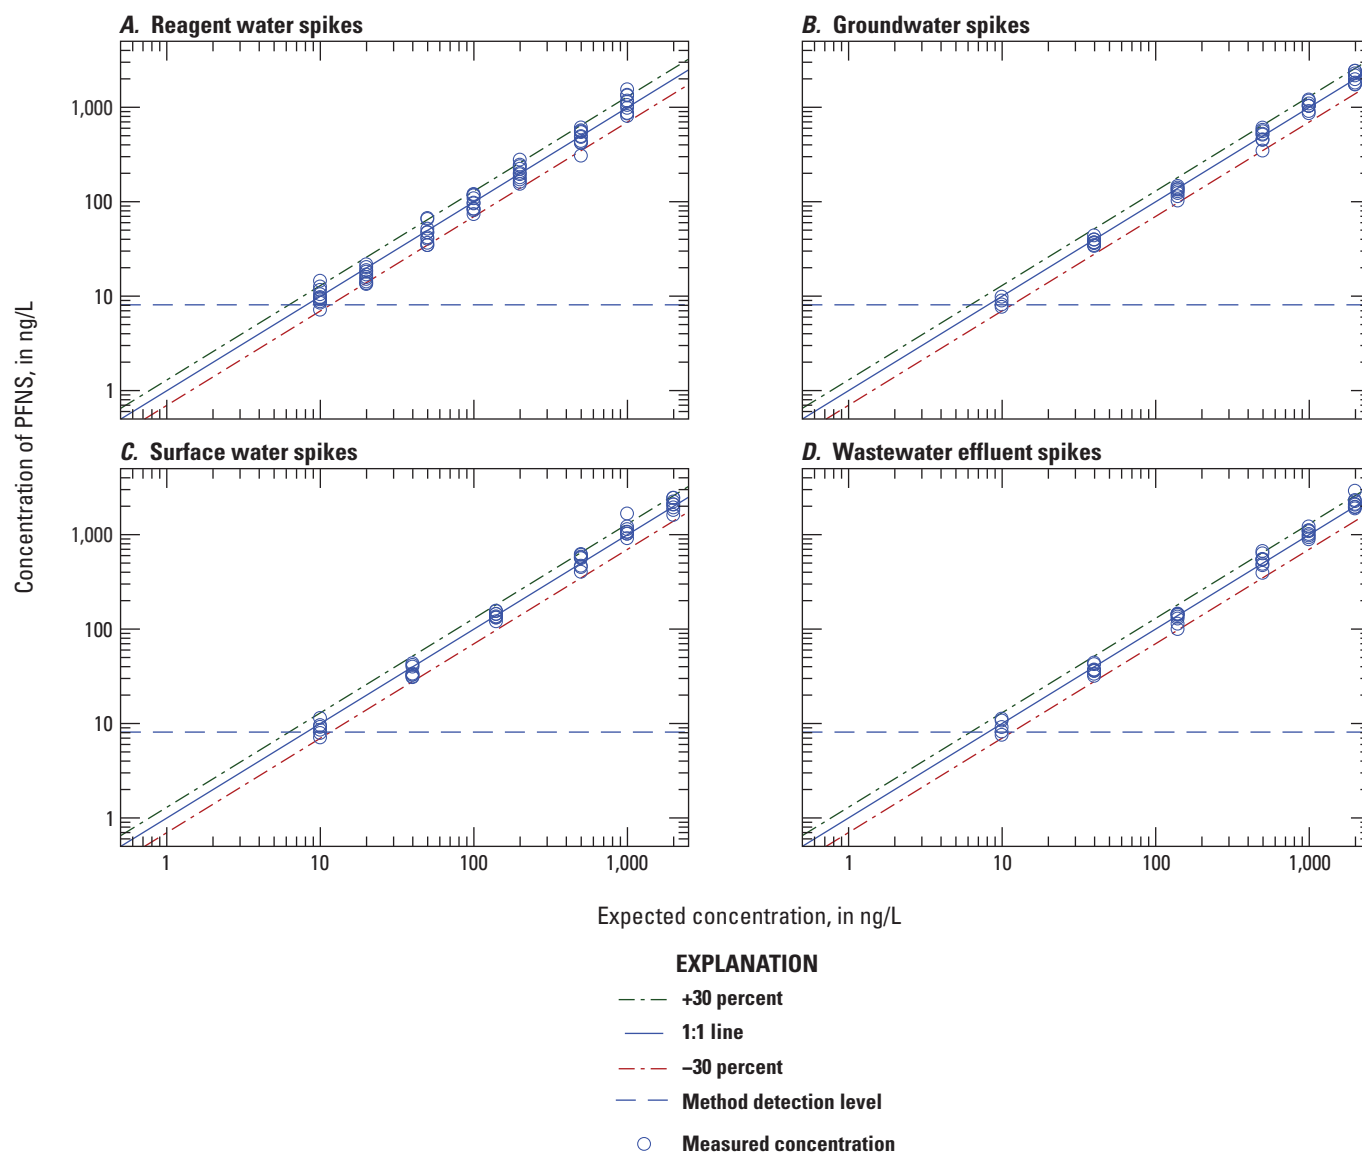 A. Reagent water spikes
B. Groundwater spikes
1,000
100
10
1
Concentration of PFNS, in ng/L
C. Surface water spikes
D. Wastewater effluent spikes
1,000
100
10
1
1 10 100 1,000
1 10 100 1,000
Expected concentration, in ng/L
EXPLANATION
+30 percent
1:1 line
–30 percent
Method detection level
Measured concentration